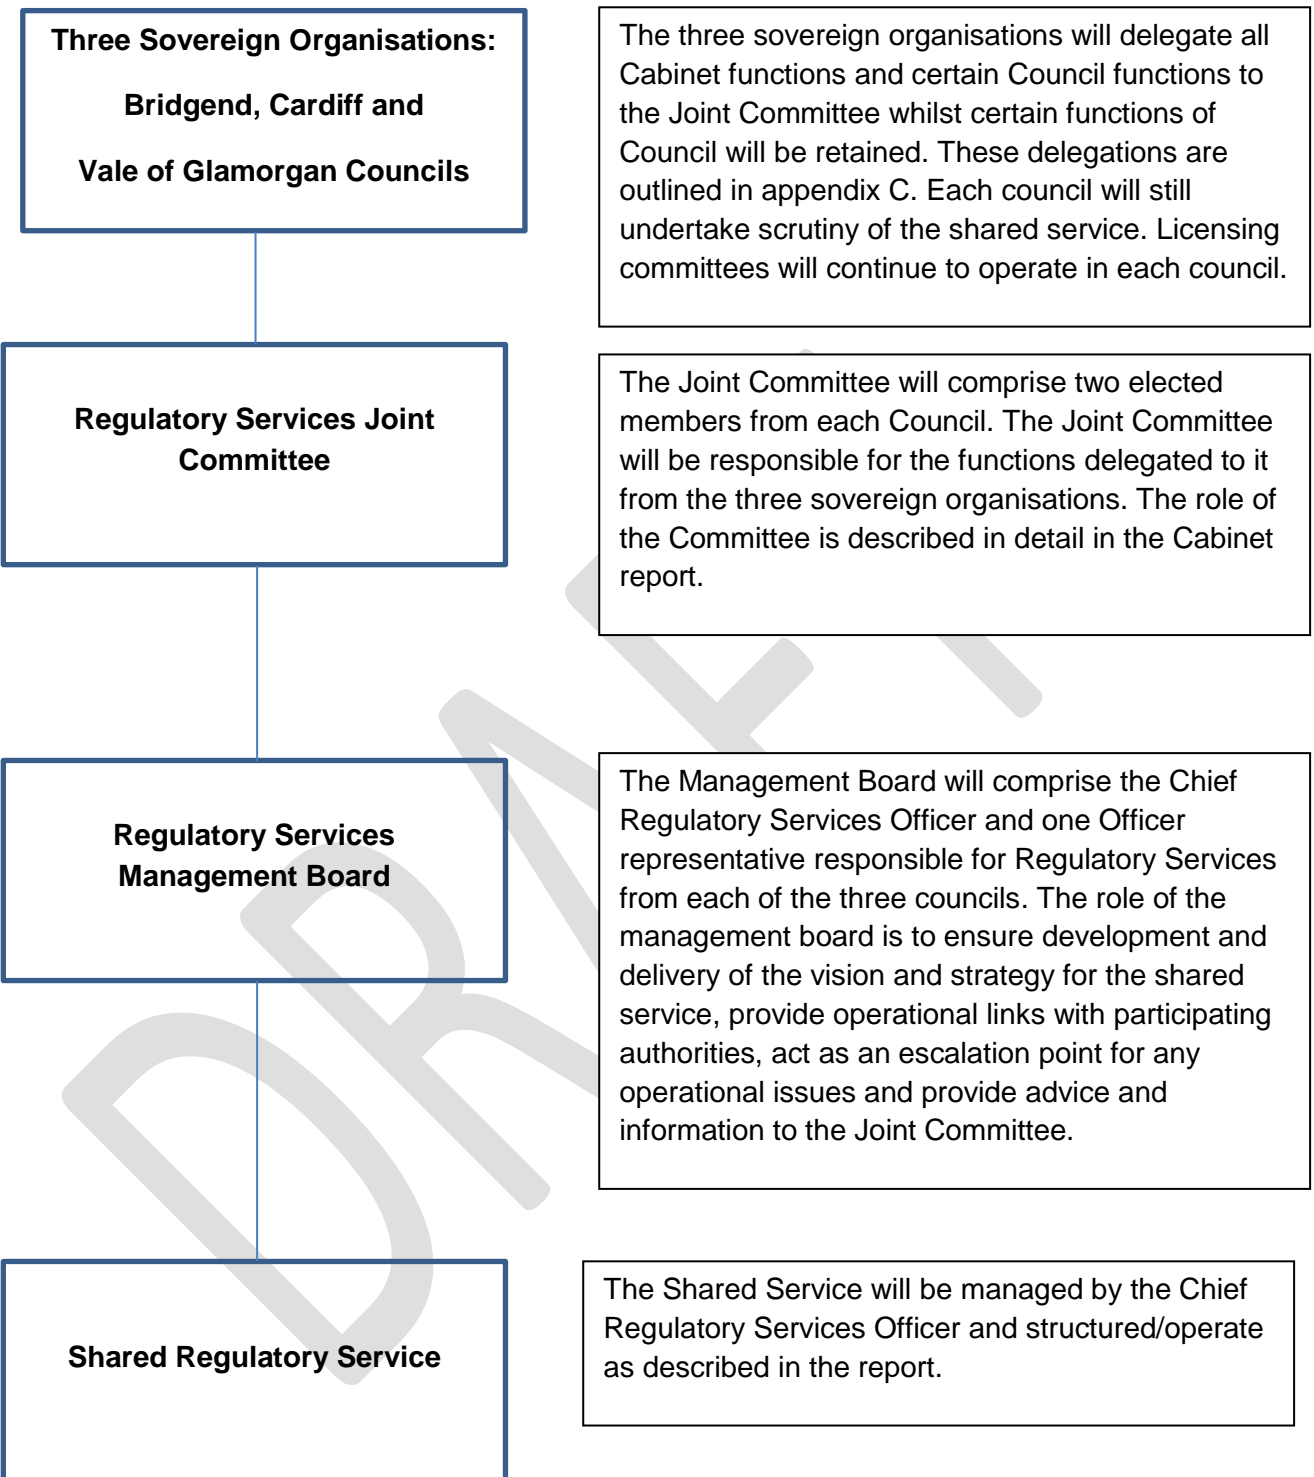 Three Sovereign Organisations:
Bridgend, Cardiff and
Vale of Glamorgan Councils
The three sovereign organisations will delegate all
Cabinet functions and certain Council functions to
the Joint Committee whilst certain functions of
Council will be retained. These delegations are
outlined in appendix C. Each council will still
undertake scrutiny of the shared service. Licensing
committees will continue to operate in each council.
Regulatory Services Joint
Committee
The Joint Committee will comprise two elected
members from each Council. The Joint Committee
will be responsible for the functions delegated to it
from the three sovereign organisations. The role of
the Committee is described in detail in the Cabinet
report.
Regulatory Services
Management Board
The Management Board will comprise the Chief
Regulatory Services Officer and one Officer
representative responsible for Regulatory Services
from each of the three councils. The role of the
management board is to ensure development and
delivery of the vision and strategy for the shared
service, provide operational links with participating
authorities, act as an escalation point for any
operational issues and provide advice and
information to the Joint Committee.
Shared Regulatory Service
The Shared Service will be managed by the Chief
Regulatory Services Officer and structured/operate
as described in the report.
DRAFT